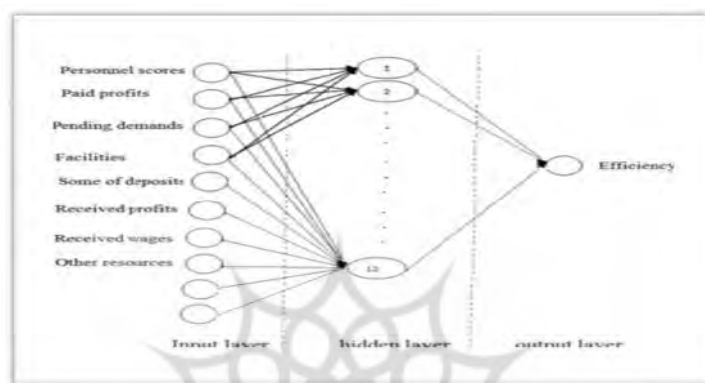 Personnel scores
Paid profits
Pending demands
Facilities
Some of deposits
Received profits
Received wages
Other resources
1
2
Efficiency
Input layer
hidden layer
output layer